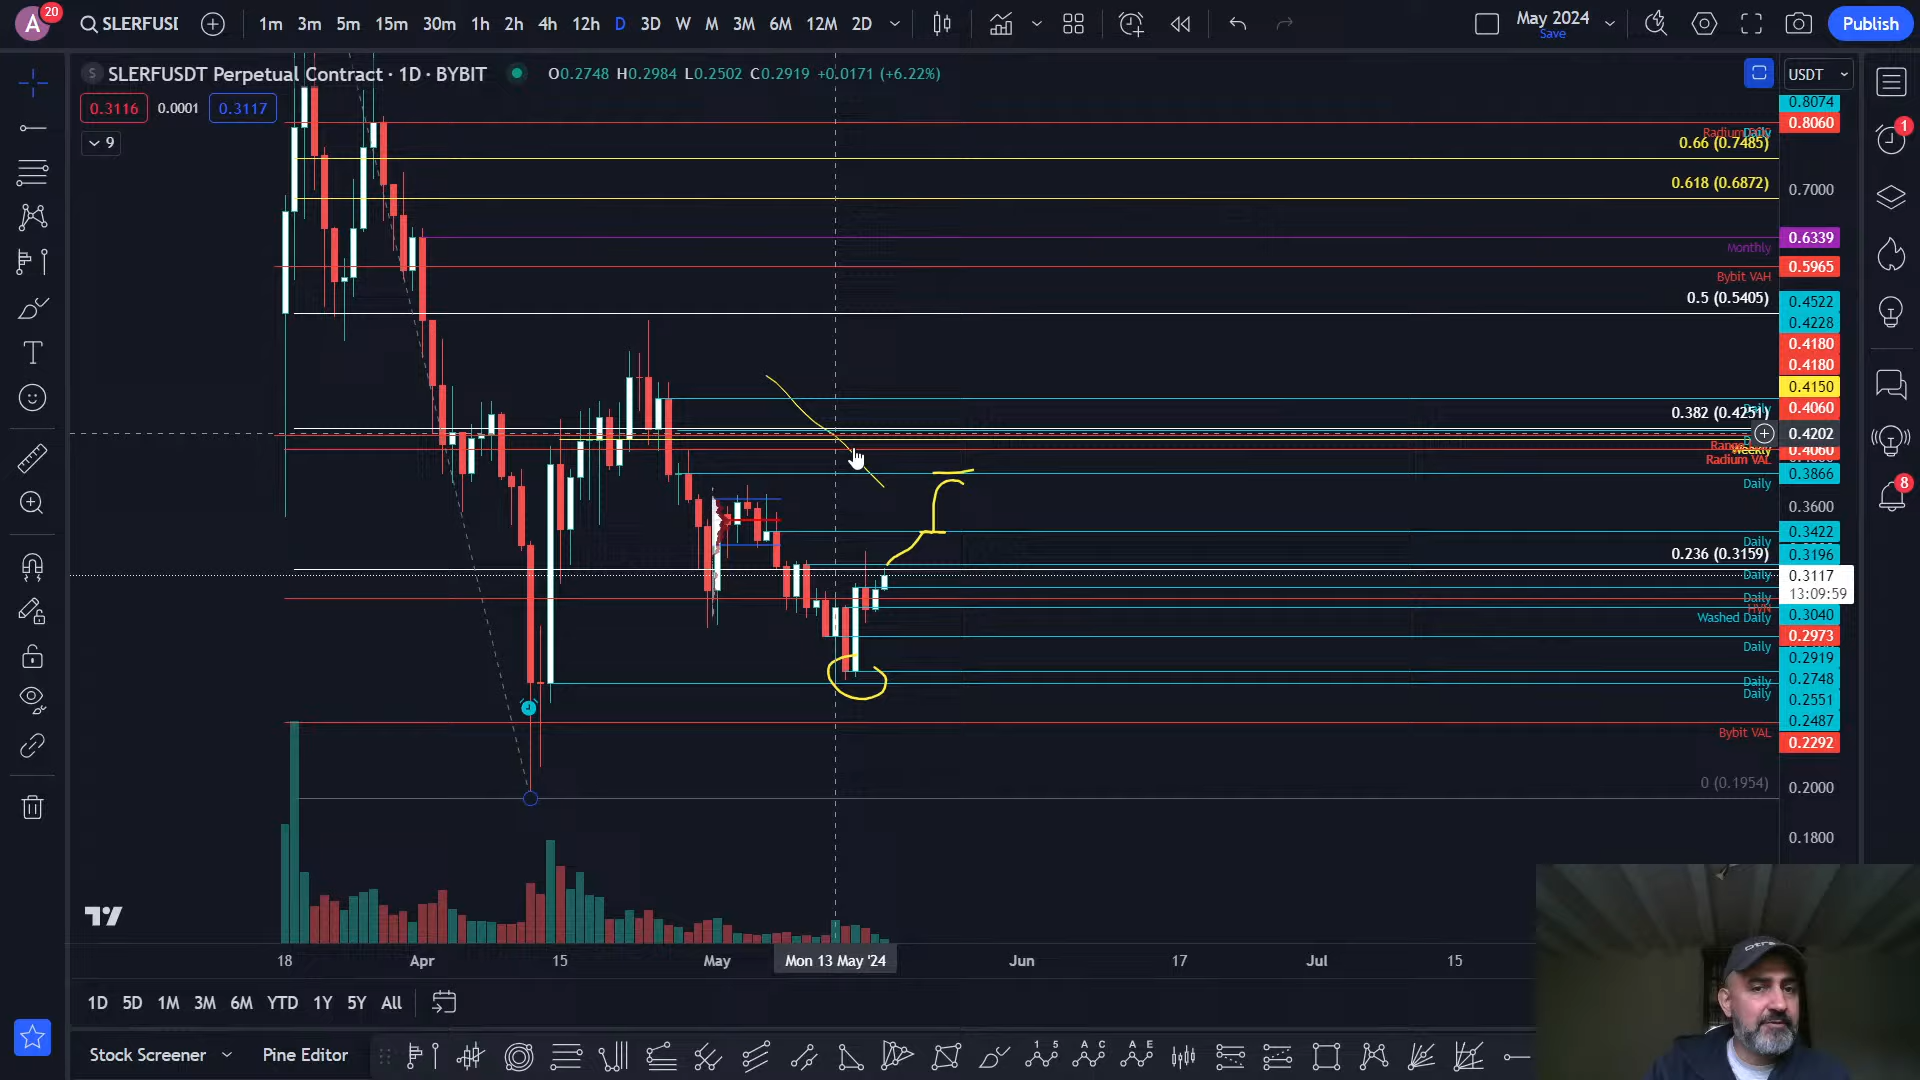 A
20
SLERFUSI
1m 3m 5m 15m 30m 1h 2h 4h 12h D 3D W M 3M 6M 12M 2D
May 2024
Save
Publish
S SLERFUSDT Perpetual Contract · 1D · BYBIT O0.2748 H0.2984 L0.2502 C0.2919 +0.0171 (+6.22%)
USDT
0.3116 0.0001 0.3117
9
0.8074
0.8060
0.66 (0.7485)
0.618 (0.6872)
0.7000
0.6339
Monthly
0.5965
Bybit VAH
0.5 (0.5405)
0.4522
0.4228
0.4180
0.4180
0.4150
0.382 (0.4251)
0.4060
0.4202
0.4060
Weekly
Radium VAL
0.3866
Daily
0.3600
0.3422
Daily
0.236 (0.3159)
0.3196
Daily
0.3117
13:09:59
Daily
Washed Daily
0.3040
0.2973
Daily
0.2919
0.2748
Daily
Daily
0.2551
0.2487
Bybit VAL
0.2292
0 (0.1954)
0.2000
0.1800
18 Apr 15 May Mon 13 May '24 Jun 17 Jul 15
1D 5D 1M 3M 6M YTD 1Y 5Y All
Stock Screener Pine Editor
1
8